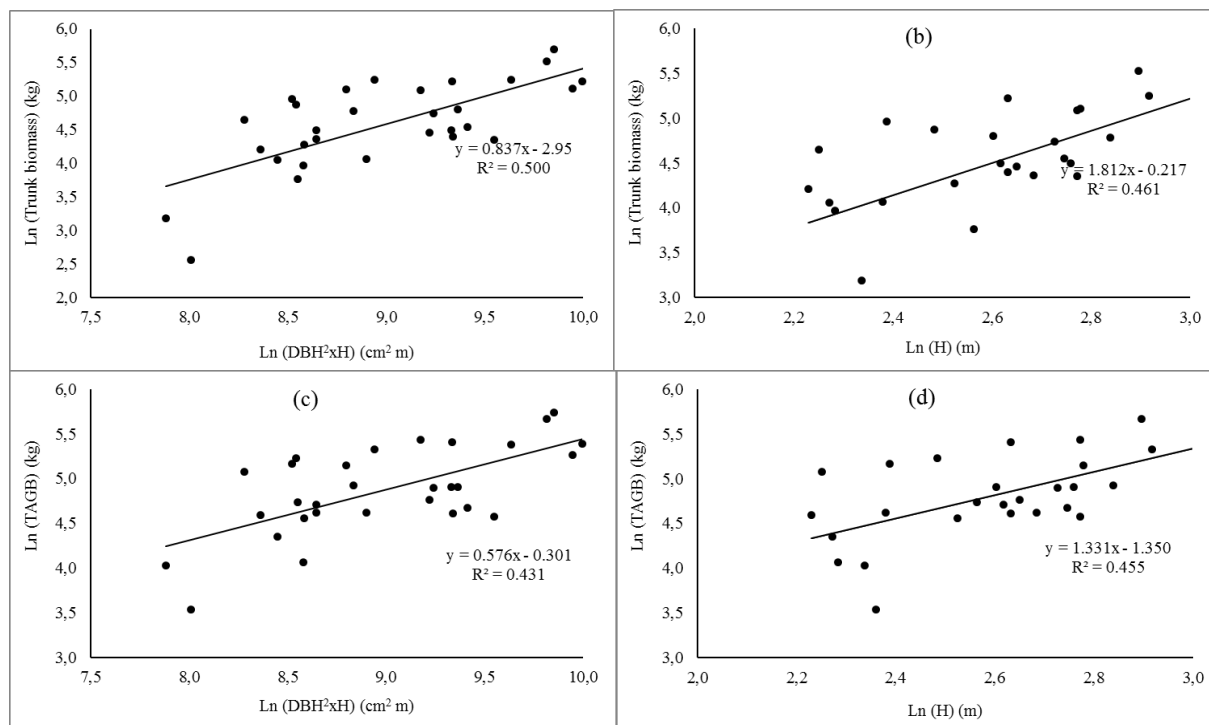 Ln (Trunk biomass) (kg)
6,0
5,5
5,0
4,5
4,0
3,5
3,0
2,5
2,0
y = 0.837x - 2.95
R² = 0.500
7,5 8,0 8,5 9,0 9,5 10,0
Ln (DBH²xH) (cm² m)
(b)
Ln (Trunk biomass) (kg)
6,0
5,5
5,0
4,5
4,0
3,5
3,0
y = 1.812x - 0.217
R² = 0.461
2,0 2,2 2,4 2,6 2,8 3,0
Ln (H) (m)
(c)
Ln (TAGB) (kg)
6,0
5,5
5,0
4,5
4,0
3,5
3,0
y = 0.576x - 0.301
R² = 0.431
7,5 8,0 8,5 9,0 9,5 10,0
Ln (DBH²xH) (cm² m)
(d)
Ln (TAGB) (kg)
6,0
5,5
5,0
4,5
4,0
3,5
3,0
y = 1.331x - 1.350
R² = 0.455
2,0 2,2 2,4 2,6 2,8 3,0
Ln (H) (m)